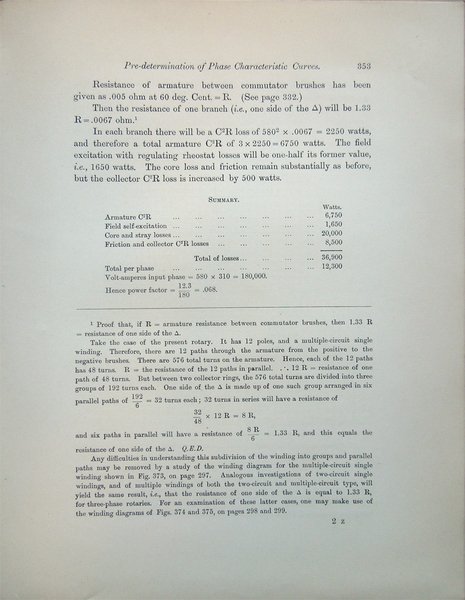 Pre-determination of Phase Characteristic Curves. 353
Resistance of armature between commutator brushes has been
given as .005 ohm at 60 deg. Cent. = R. (See page 332.)
Then the resistance of one branch (i.e., one side of the Δ) will be 1.33
R = .0067 ohm.¹
In each branch there will be a C²R loss of 580² × .0067 = 2250 watts,
and therefore a total armature C²R of 3 × 2250 = 6750 watts. The field
excitation with regulating rheostat losses will be one-half its former value,
i.e., 1650 watts. The core loss and friction remain substantially as before,
but the collector C²R loss is increased by 500 watts.
SUMMARY.
Watts.
Armature C²R ... ... ... ... ... ... ... 6,750
Field self-excitation ... ... ... ... ... ... ... 1,650
Core and stray losses ... ... ... ... ... ... ... 20,000
Friction and collector C²R losses ... ... ... ... ... 8,500
Total of losses ... ... ... ... 36,900
Total per phase ... ... ... ... ... ... ... 12,300
Volt-amperes input phase = 580 × 310 = 180,000.
Hence power factor = 12.3/180 = .068.
¹ Proof that, if R = armature resistance between commutator brushes, then 1.33 R
= resistance of one side of the Δ.
Take the case of the present rotary. It has 12 poles, and a multiple-circuit single
winding. Therefore, there are 12 paths through the armature from the positive to the
negative brushes. There are 576 total turns on the armature. Hence, each of the 12 paths
has 48 turns. R = the resistance of the 12 paths in parallel. .·. 12 R = resistance of one
path of 48 turns. But between two collector rings, the 576 total turns are divided into three
groups of 192 turns each. One side of the Δ is made up of one such group arranged in six
parallel paths of 192/6 = 32 turns each; 32 turns in series will have a resistance of
32/48 × 12 R = 8 R,
and six paths in parallel will have a resistance of 8 R/6 = 1.33 R, and this equals the
resistance of one side of the Δ. Q.E.D.
Any difficulties in understanding this subdivision of the winding into groups and parallel
paths may be removed by a study of the winding diagram for the multiple-circuit single
winding shown in Fig. 373, on page 297. Analogous investigations of two-circuit single
windings, and of multiple windings of both the two-circuit and multiple-circuit type, will
yield the same result, i.e., that the resistance of one side of the Δ is equal to 1.33 R,
for three-phase rotaries. For an examination of these latter cases, one may make use of
the winding diagrams of Figs. 374 and 375, on pages 298 and 299.
2 z